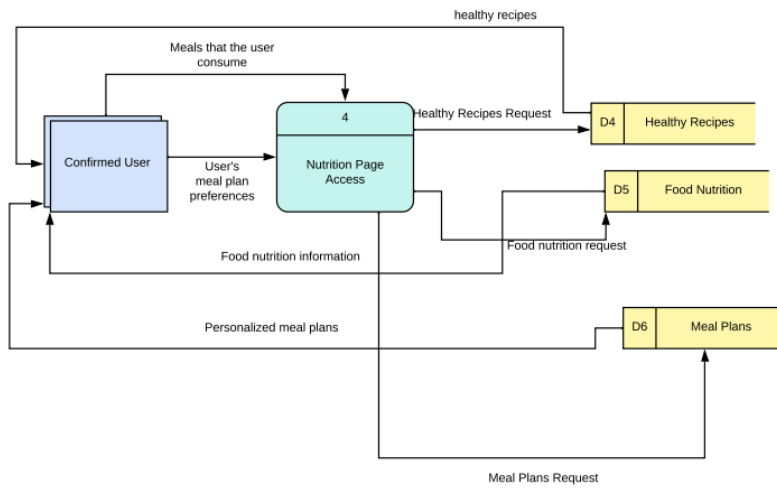 healthy recipes
Meals that the user
consume
4
Healthy Recipes Request
D4
Healthy Recipes
Confirmed User
User's
meal plan
preferences
Nutrition Page
Access
D5
Food Nutrition
Food nutrition request
Food nutrition information
Personalized meal plans
D6
Meal Plans
Meal Plans Request